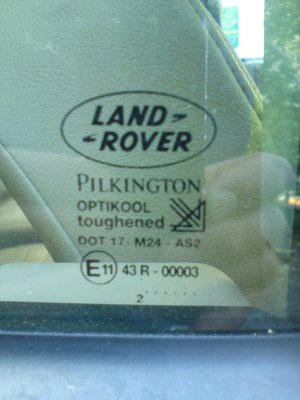 LAND
ROVER
PILKINGTON
OPTIKOOL
toughened
DOT 17- M24 - AS2
E11 43 R - 00003
2 ......